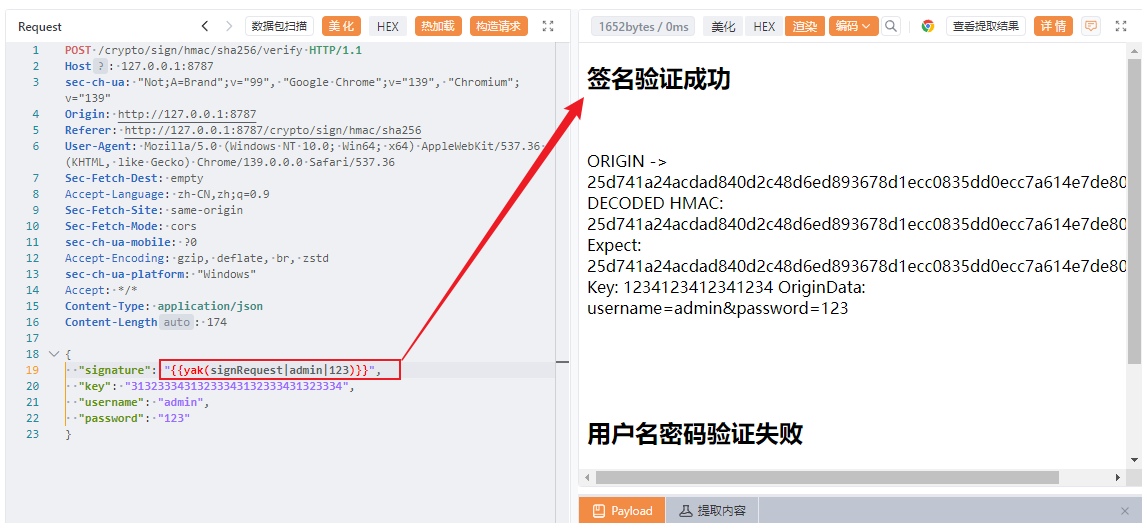 Request
数据包扫描
美化
HEX
热加载
构造请求
1 POST /crypto/sign/hmac/sha256/verify HTTP/1.1
2 Host ? : 127.0.0.1:8787
3 sec-ch-ua: "Not;A=Brand";v="99", "Google Chrome";v="139", "Chromium";
v="139"
4 Origin: http://127.0.0.1:8787
5 Referer: http://127.0.0.1:8787/crypto/sign/hmac/sha256
6 User-Agent: Mozilla/5.0 (Windows NT 10.0; Win64; x64) AppleWebKit/537.36
(KHTML, like Gecko) Chrome/139.0.0.0 Safari/537.36
7 Sec-Fetch-Dest: empty
8 Accept-Language: zh-CN,zh;q=0.9
9 Sec-Fetch-Site: same-origin
10 Sec-Fetch-Mode: cors
11 sec-ch-ua-mobile: ?0
12 Accept-Encoding: gzip, deflate, br, zstd
13 sec-ch-ua-platform: "Windows"
14 Accept: */*
15 Content-Type: application/json
16 Content-Length auto : 174
17
18 {
19 "signature": "{{yak(signRequest|admin|123)}}",
20 "key": "31323334313233343132333431323334",
21 "username": "admin",
22 "password": "123"
23 }
1652bytes / 0ms
美化
HEX
渲染
编码
查看提取结果
详情
签名验证成功
ORIGIN ->
25d741a24acdad840d2c48d6ed893678d1ecc0835dd0ecc7a614e7de80
DECODED HMAC:
25d741a24acdad840d2c48d6ed893678d1ecc0835dd0ecc7a614e7de80
Expect:
25d741a24acdad840d2c48d6ed893678d1ecc0835dd0ecc7a614e7de80
Key: 1234123412341234 OriginData:
username=admin&password=123
用户名密码验证失败
Payload
提取内容